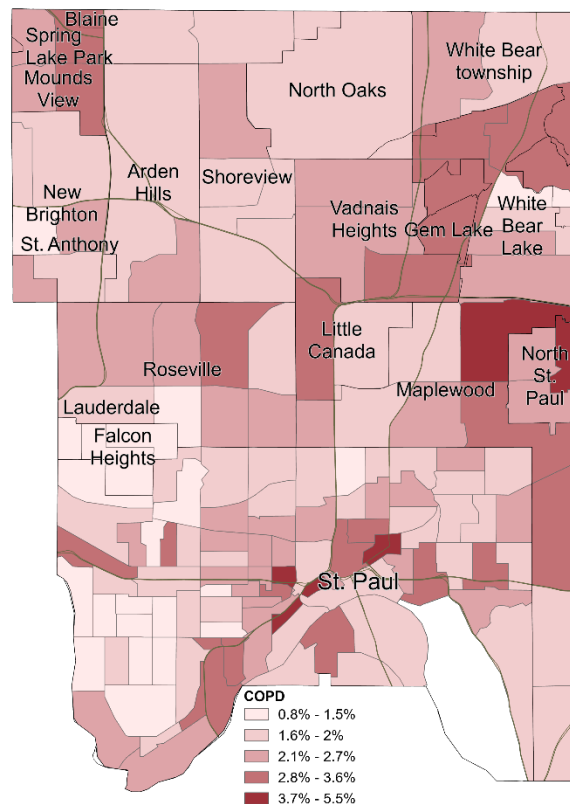 Blaine
Spring
Lake Park
Mounds
View
White Bear
township
North Oaks
Arden
Hills
Shoreview
New
Brighton
St. Anthony
Vadnais
Heights
Gem Lake
White
Bear
Lake
Little
Canada
Roseville
North
St.
Paul
Maplewood
Lauderdale
Falcon
Heights
St. Paul
COPD
0.8% - 1.5%
1.6% - 2%
2.1% - 2.7%
2.8% - 3.6%
3.7% - 5.5%